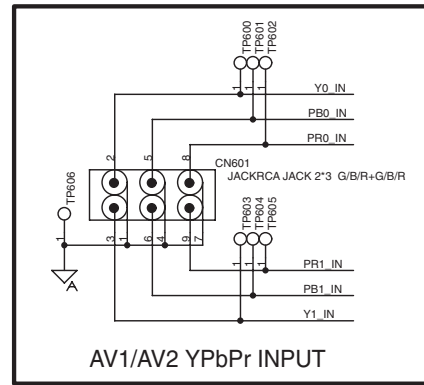 TP600
TP601
TP602
1
1
1
Y0_IN
PB0_IN
PR0_IN
2
5
8
CN601
JACKRCA JACK 2*3 G/B/R+G/B/R
TP606
1
3
1
6
4
9
7
TP603
TP604
TP605
1
1
1
PR1_IN
PB1_IN
Y1_IN
A
AV1/AV2 YPbPr INPUT